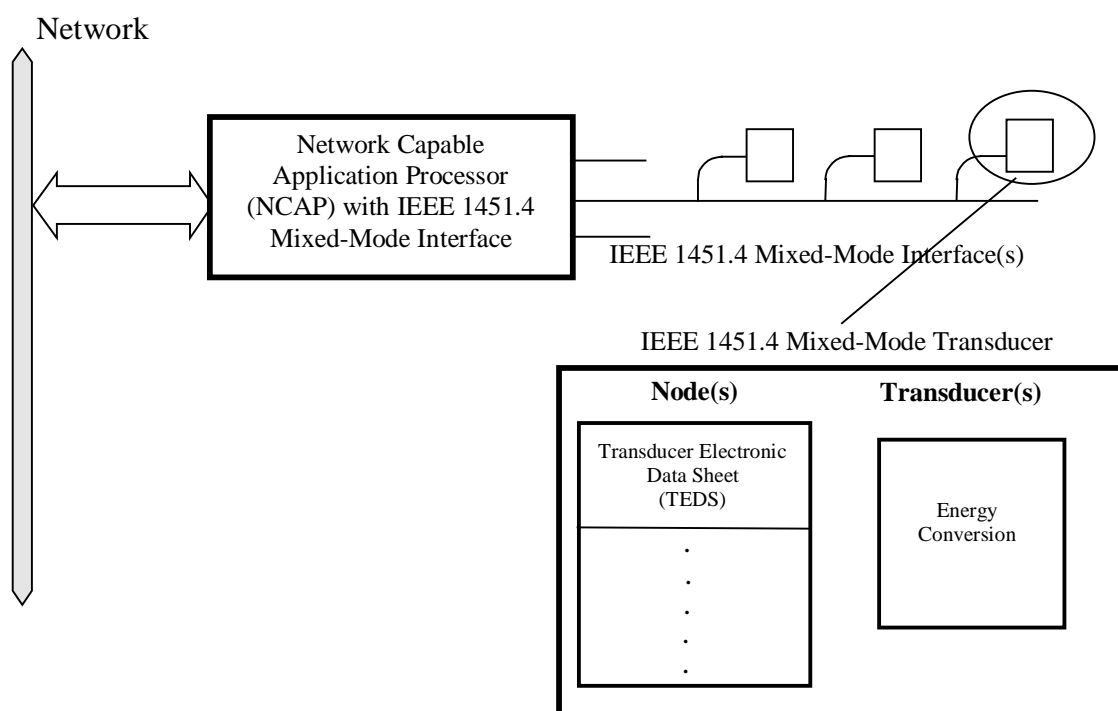 Network
Network Capable
Application Processor
(NCAP) with IEEE 1451.4
Mixed-Mode Interface
IEEE 1451.4 Mixed-Mode Interface(s)
IEEE 1451.4 Mixed-Mode Transducer
Node(s)
Transducer(s)
Transducer Electronic
Data Sheet
(TEDS)
Energy
Conversion